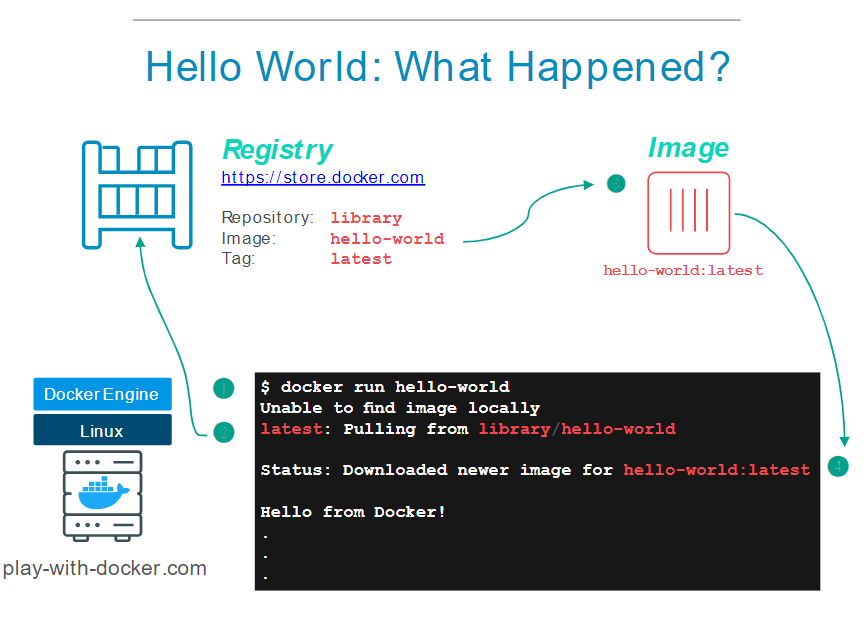 Hello World: What Happened?
Registry
https://store.docker.com
Repository: library
Image: hello-world
Tag: latest
3
Image
hello-world:latest
Docker Engine
Linux
play-with-docker.com
1
2
$ docker run hello-world
Unable to find image locally
latest: Pulling from library/hello-world
Status: Downloaded newer image for hello-world:latest
Hello from Docker!
.
.
.
4